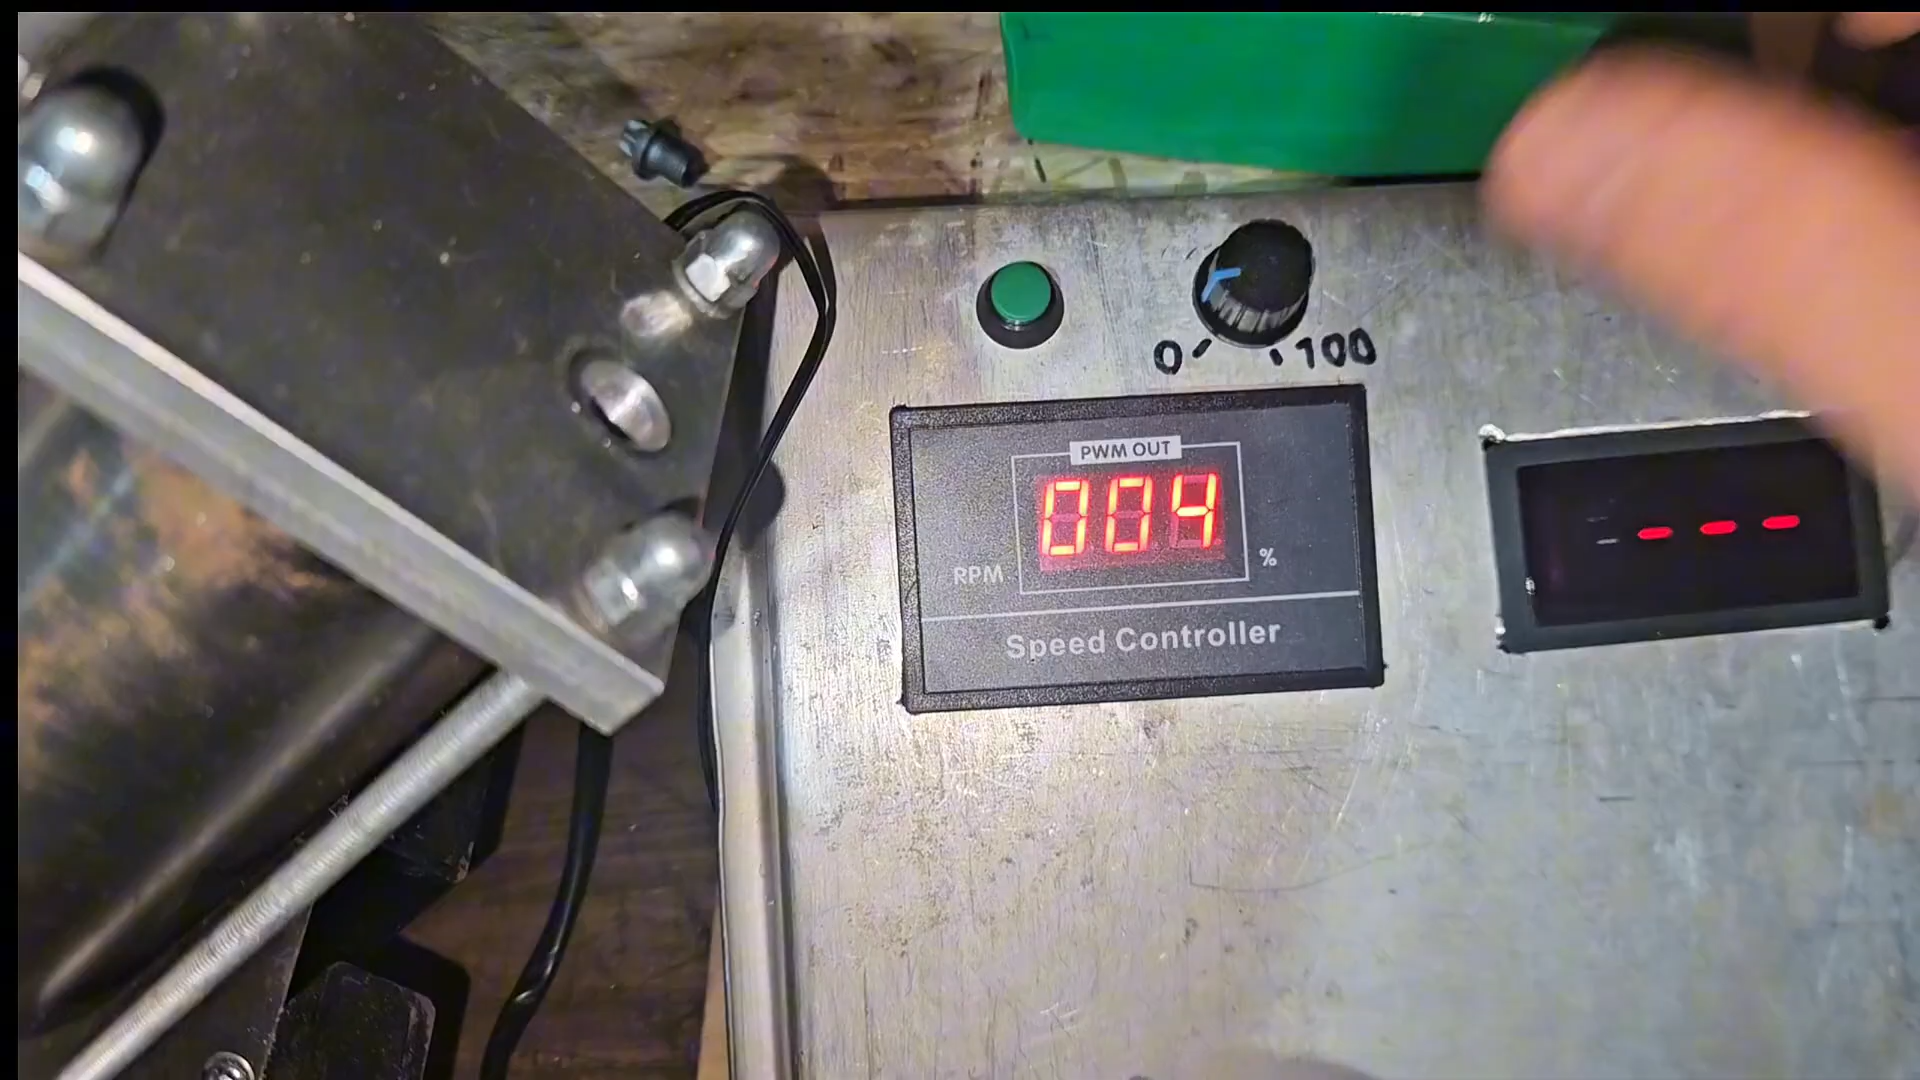 0 100
PWM OUT
004
RPM %
Speed Controller
---